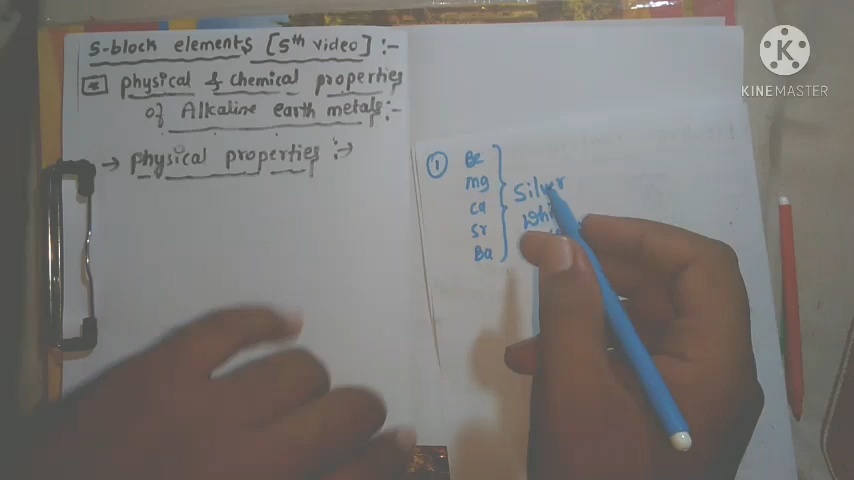 S-block elements [5th video] :-
physical & chemical properties
of Alkaline earth metals :-
→ physical properties :→
① Be
mg
ca
sr
Ba
Silver
K
KINEMASTER